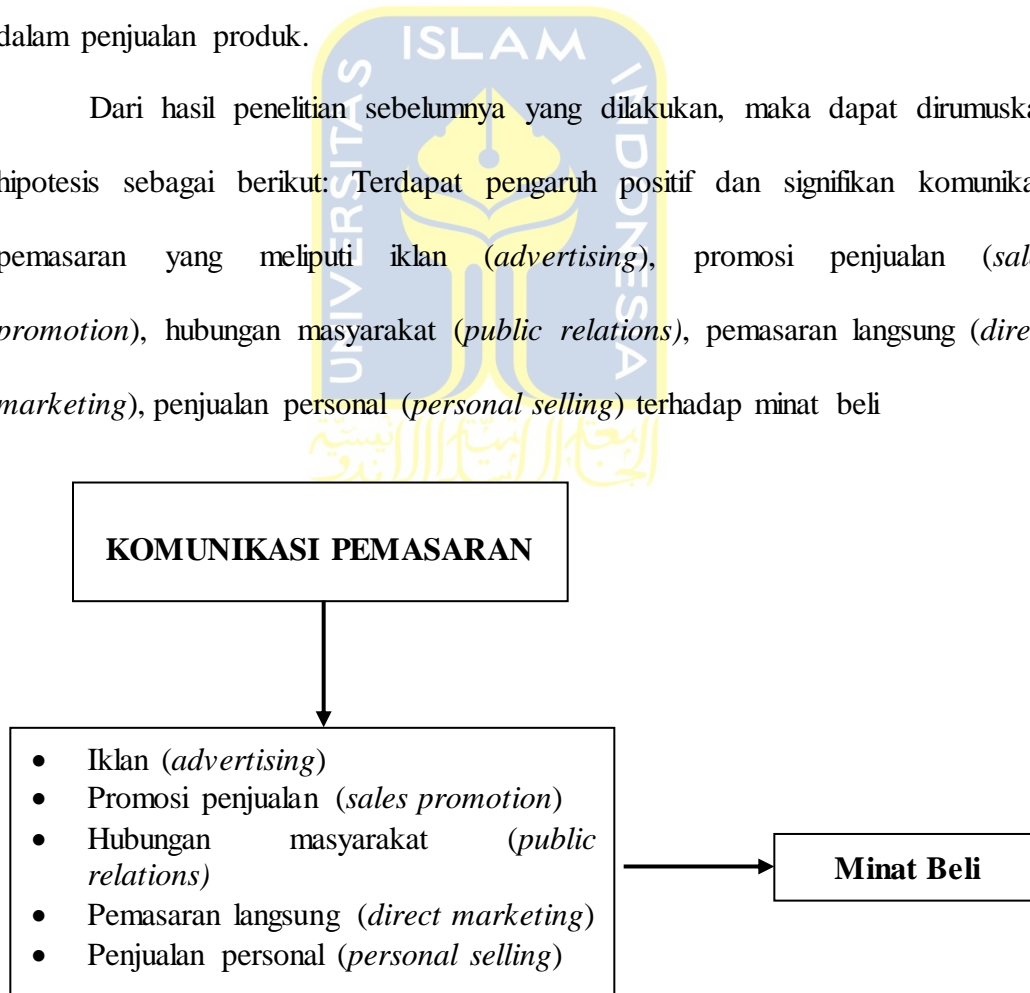 dalam penjualan produk.
ISLAM
UNIVERSITAS
INDONESIA
Dari hasil penelitian sebelumnya yang dilakukan, maka dapat dirumuska
hipotesis sebagai berikut: Terdapat pengaruh positif dan signifikan komunika
pemasaran yang meliputi iklan (advertising), promosi penjualan (sale
promotion), hubungan masyarakat (public relations), pemasaran langsung (dire
marketing), penjualan personal (personal selling) terhadap minat beli
KOMUNIKASI PEMASARAN
• Iklan (advertising)
• Promosi penjualan (sales promotion)
• Hubungan masyarakat (public
relations)
• Pemasaran langsung (direct marketing)
• Penjualan personal (personal selling)
Minat Beli